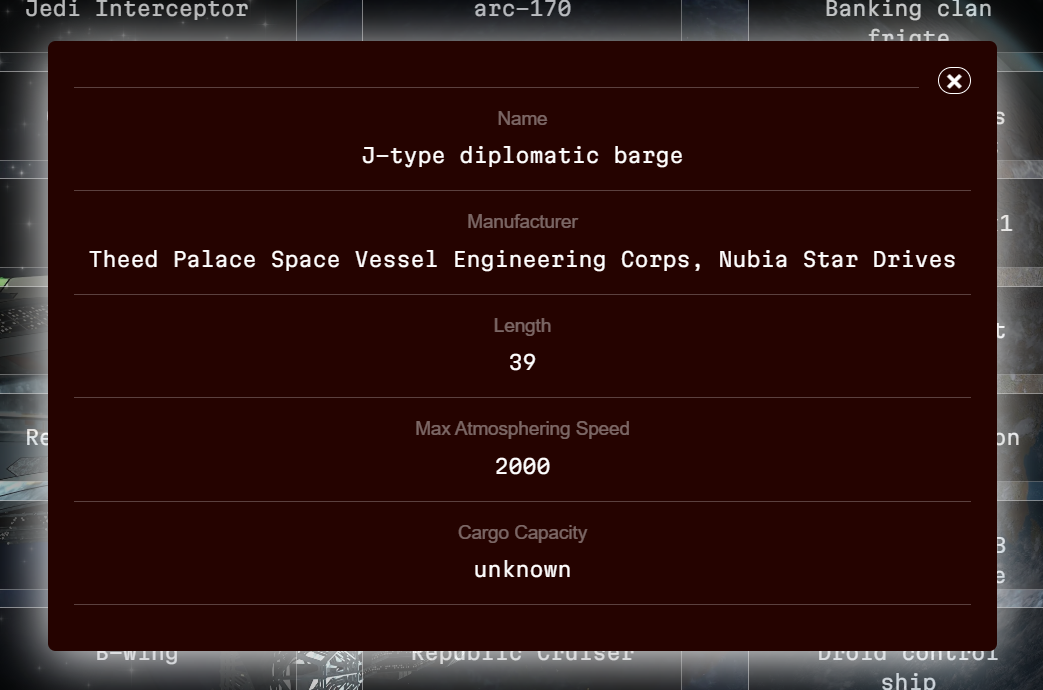 Jedi Interceptor
arc-170
Banking clan
frigte
Name
J-type diplomatic barge
Manufacturer
Theed Palace Space Vessel Engineering Corps, Nubia Star Drives
Length
39
Max Atmosphering Speed
2000
Cargo Capacity
unknown
B-wing
Republic Cruiser
Droid control
ship